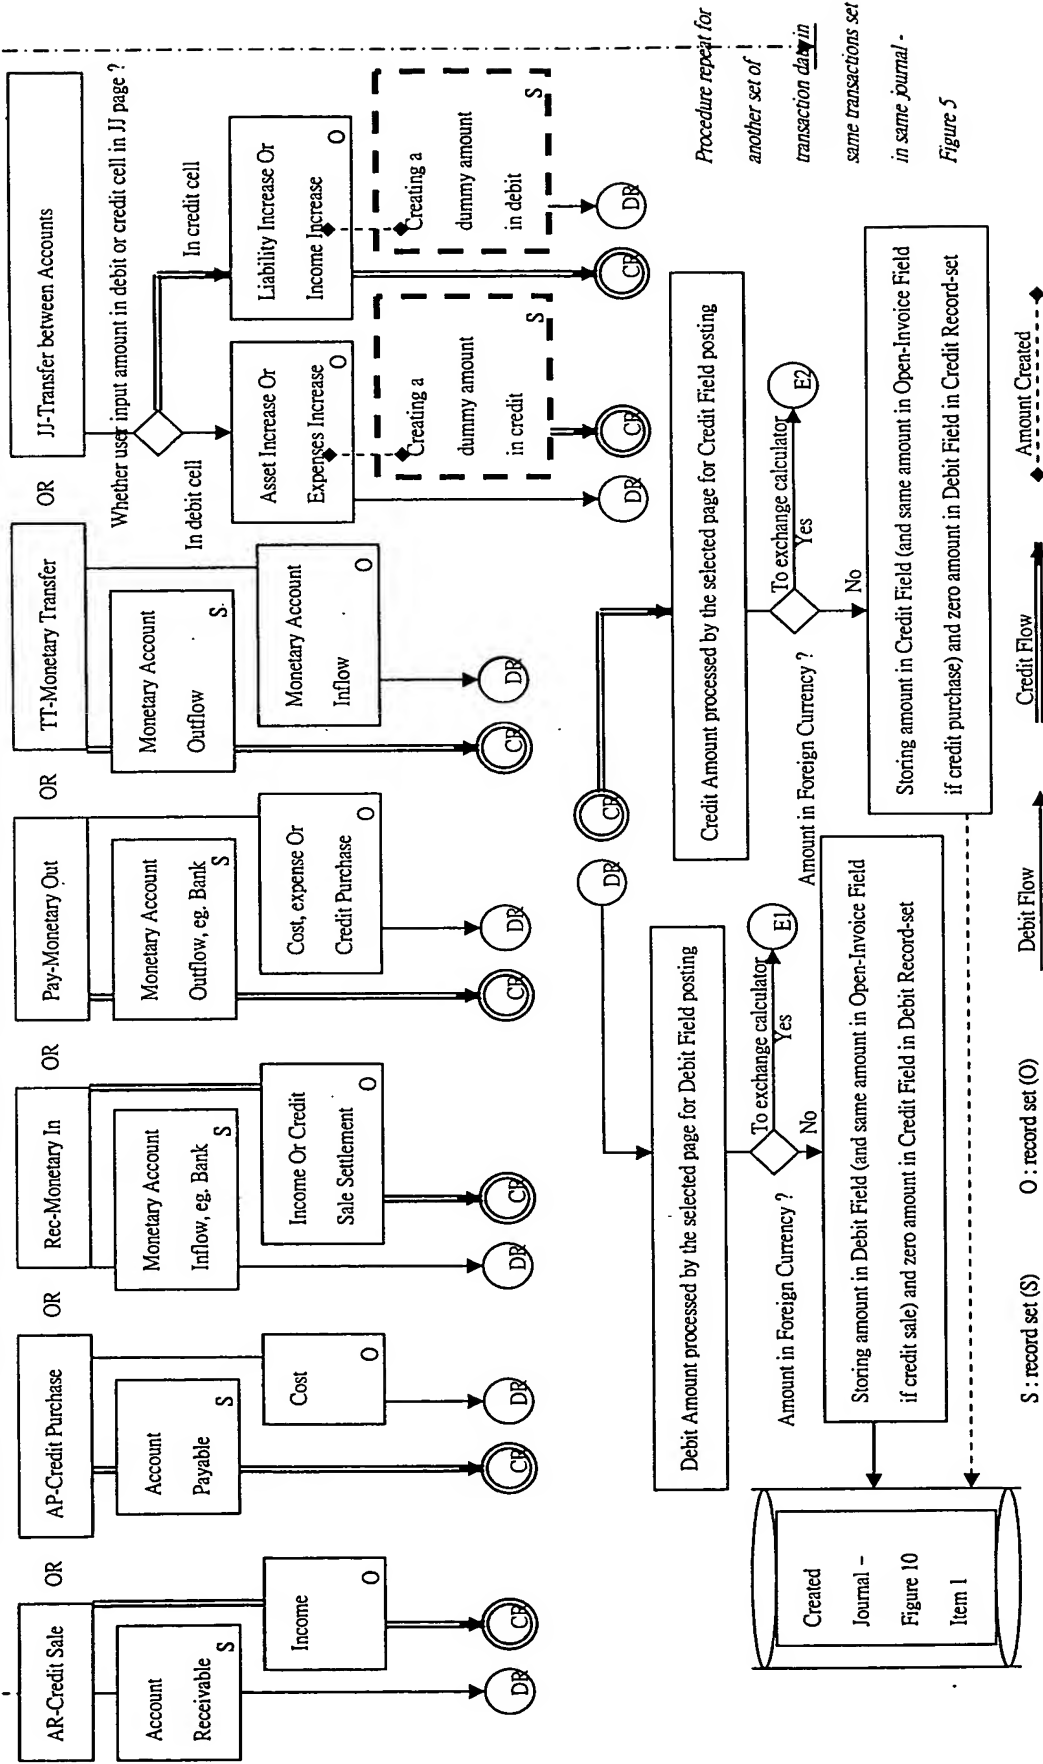 AR-Credit Sale
OR
AP-Credit Purchase
OR
Rec-Monetary In
OR
Pay-Monetary Out
OR
TT-Monetary Transfer
OR
JJ-Transfer between Accounts
Account
Receivable
S
Income
O
DR
CR
Account
Payable
S
Cost
O
CR
DR
Monetary Account
Inflow, eg. Bank
S
Income Or Credit
Sale Settlement
O
DR
CR
Monetary Account
Outflow, eg. Bank
S
Cost, expense Or
Credit Purchase
O
CR
DR
Monetary Account
Outflow
S
Monetary Account
Inflow
O
CR
DR
Whether user input amount in debit or credit cell in JJ page ?
In debit cell
In credit cell
Asset Increase Or
Expenses Increase
O
Liability Increase Or
Income Increase
O
Creating a
dummy amount
in credit
S
Creating a
dummy amount
in debit
S
DR
CR
CR
DR
DR
CR
Debit Amount processed by the selected page for Debit Field posting
Credit Amount processed by the selected page for Credit Field posting
Amount in Foreign Currency ?
To exchange calculator
Yes
E1
No
Amount in Foreign Currency ?
To exchange calculator
Yes
E2
No
Storing amount in Debit Field (and same amount in Open-Invoice Field
if credit sale) and zero amount in Credit Field in Debit Record-set
Storing amount in Credit Field (and same amount in Open-Invoice Field
if credit purchase) and zero amount in Debit Field in Credit Record-set
Created
Journal –
Figure 10
Item 1
Procedure repeat for
another set of
transaction data in
same transactions set
in same journal -
Figure 5
S : record set (S)
O : record set (O)
Debit Flow
Credit Flow
Amount Created